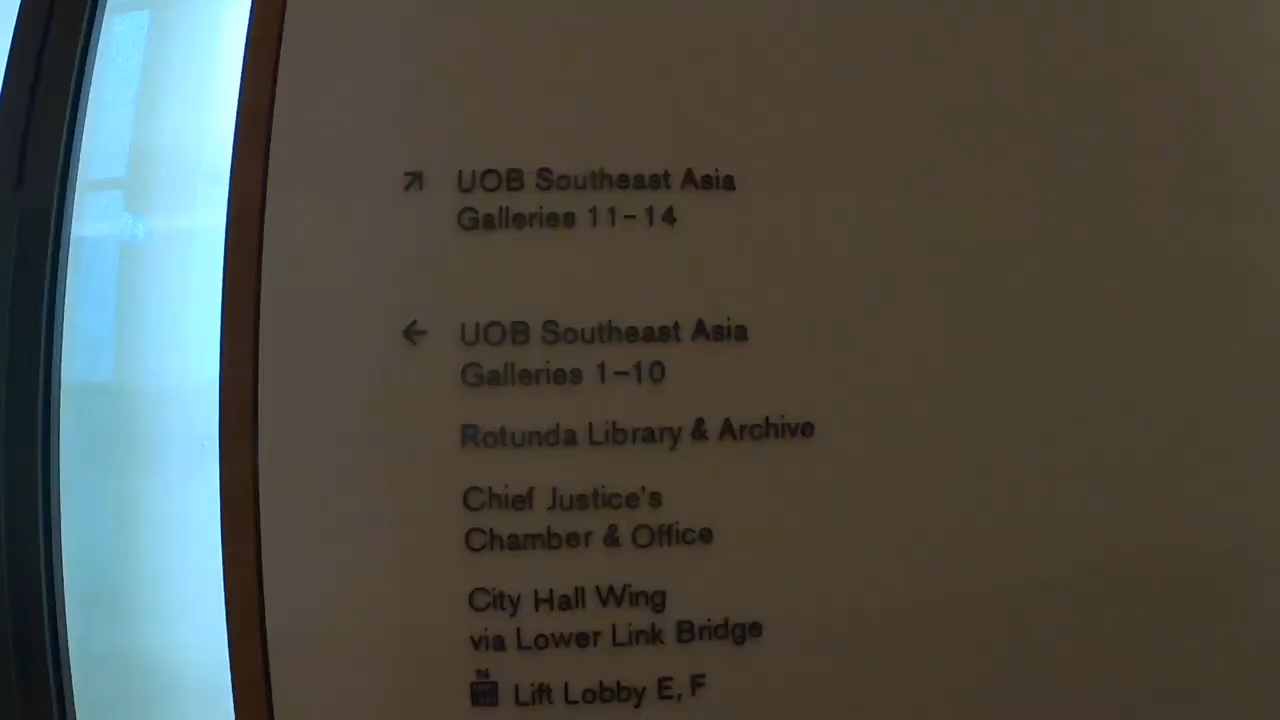 ↗ UOB Southeast Asia
Galleries 11–14
← UOB Southeast Asia
Galleries 1–10
Rotunda Library & Archive
Chief Justice's
Chamber & Office
City Hall Wing
via Lower Link Bridge
Lift Lobby E, F